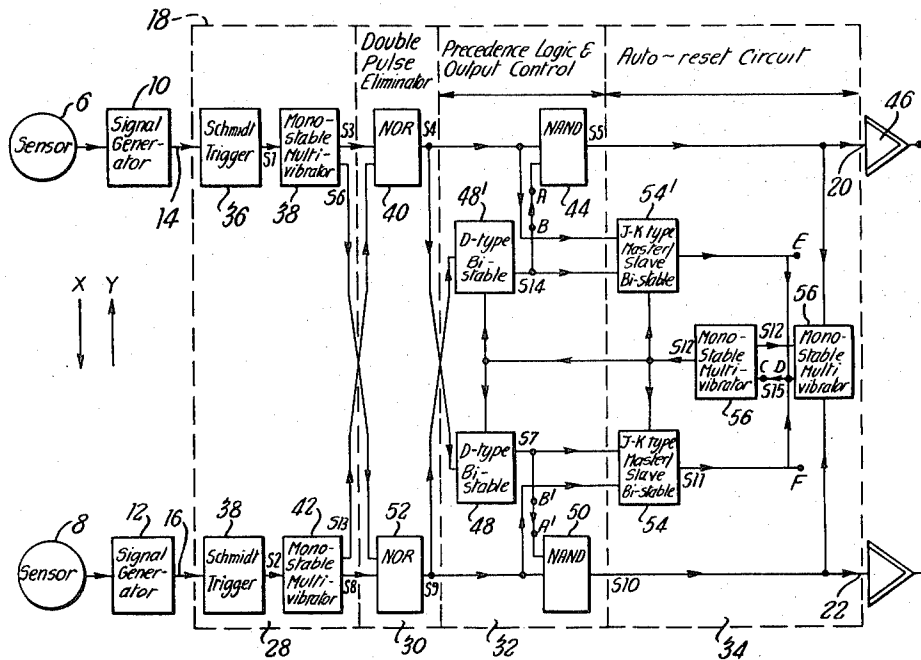 18
Double
Pulse
Eliminator
Precedence Logic &
Output Control
Auto-reset Circuit
6
Sensor
10
Signal
Gener-
ator
14
Schmidt
Trigger
36
S1
Mono-
stable
Multi-
vibrator
38
S3
S6
NOR
40
S4
NAND
44
S5
A
B
46
20
48'
D-type
Bi-
stable
S14
54'
J-K type
Master/
Slave
Bi-stable
E
X
Y
S12
Mono-
Stable
Multi-
vibrator
56
S12
C
D
S15
56
Mono-
Stable
Multi
vibrator
D-type
Bi-
stable
48
S7
B'
A'
J-K type
Master/
Slave
Bi-stable
54
S11
F
8
Sensor
12
Signal
Gener-
ator
16
38
Schmidt
Trigger
S2
42
Mono-
Stable
Multi-
vibrator
S13
S8
52
NOR
S9
50
NAND
S10
22
28
30
32
34